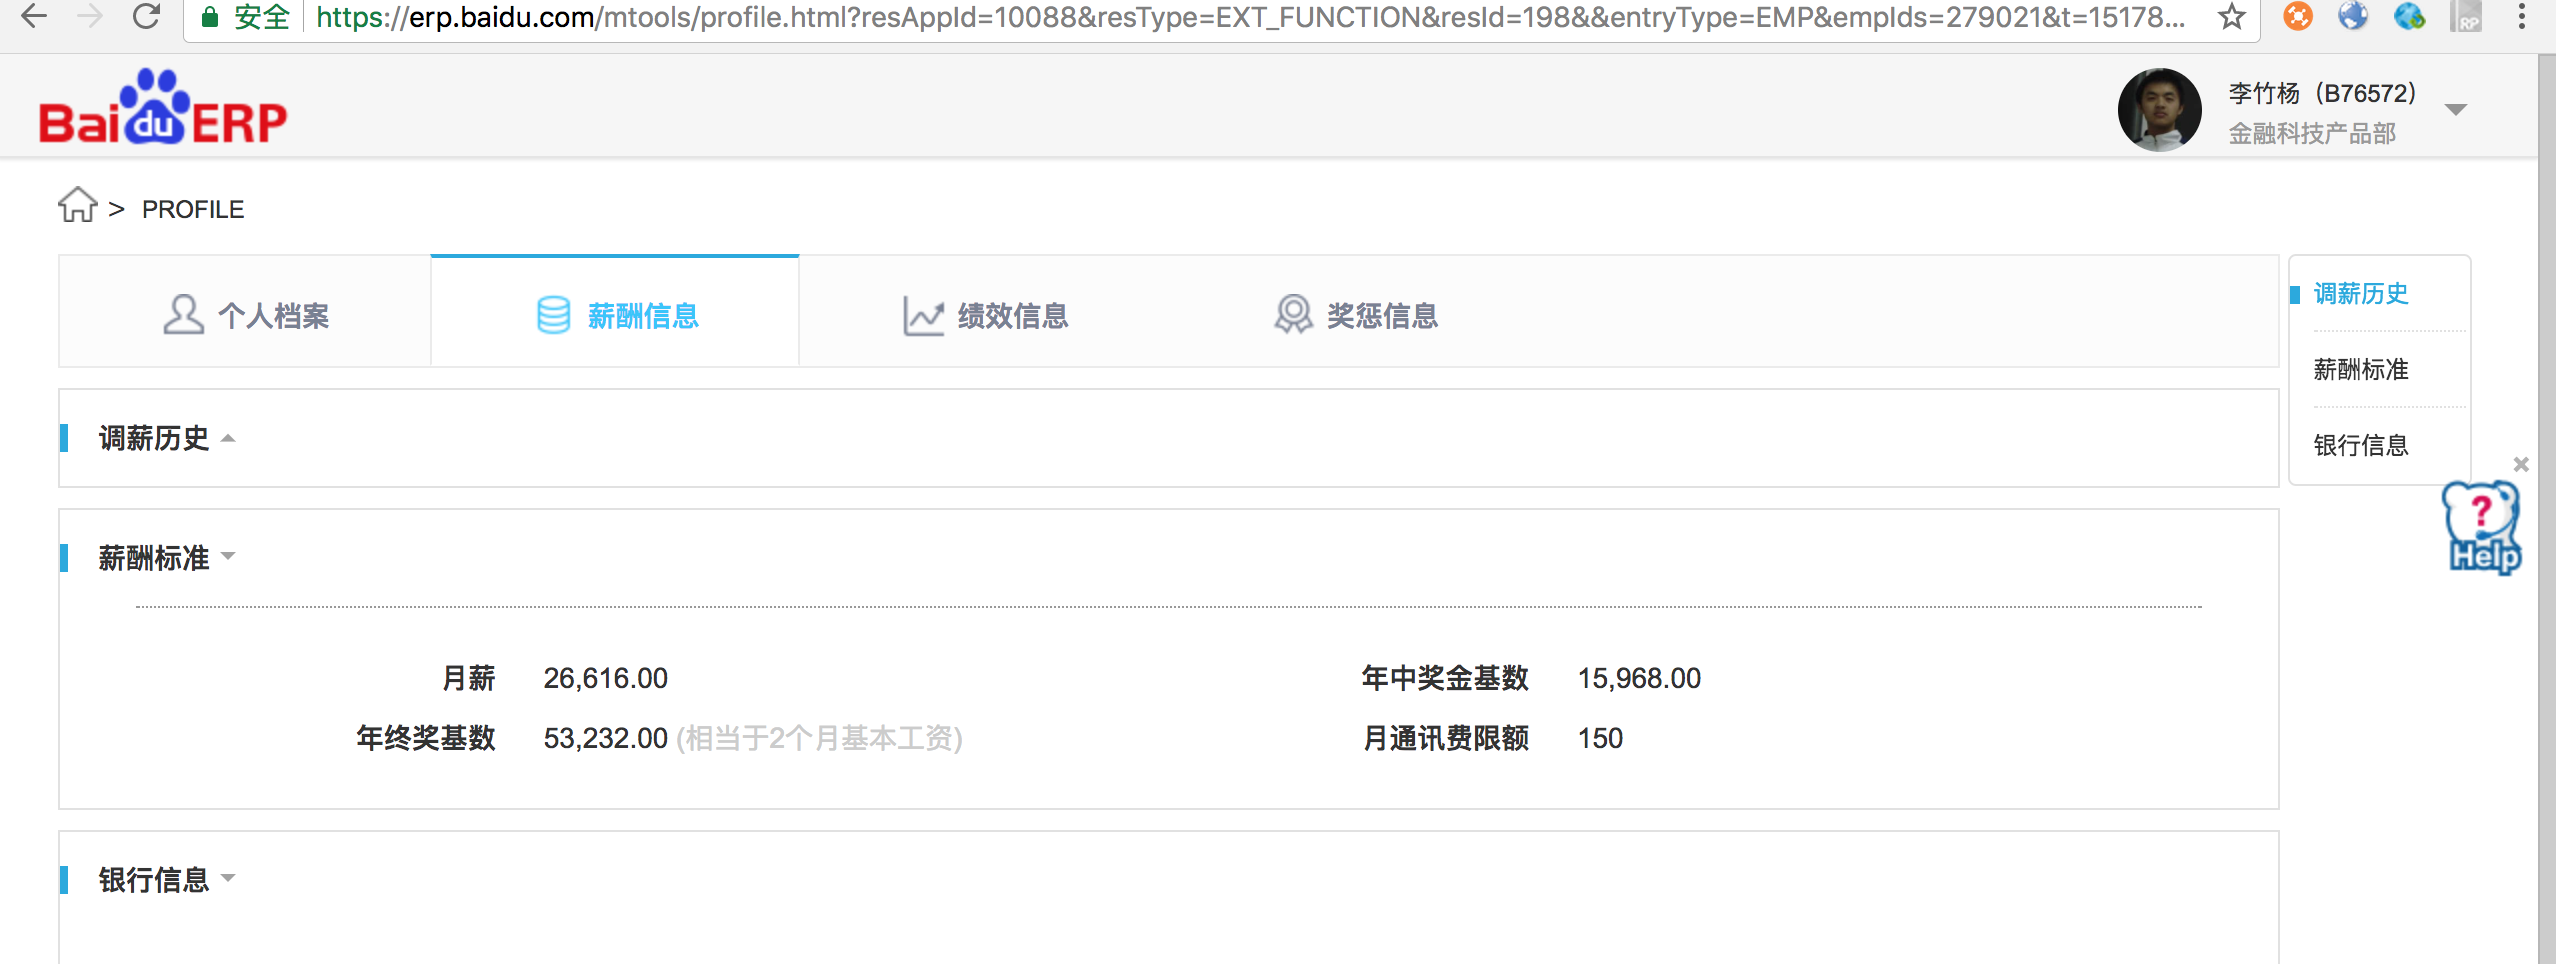 安全 https://erp.baidu.com/mtools/profile.html?resAppId=10088&resType=EXT_FUNCTION&resId=198&&entryType=EMP&empIds=279021&t=15178...
RP
Bai du ERP
李竹杨（B76572）
金融科技产品部
> PROFILE
个人档案 薪酬信息 绩效信息 奖惩信息
调薪历史
薪酬标准
银行信息
?
Help
调薪历史
薪酬标准
月薪 26,616.00 年中奖金基数 15,968.00
年终奖基数 53,232.00 (相当于2个月基本工资) 月通讯费限额 150
银行信息